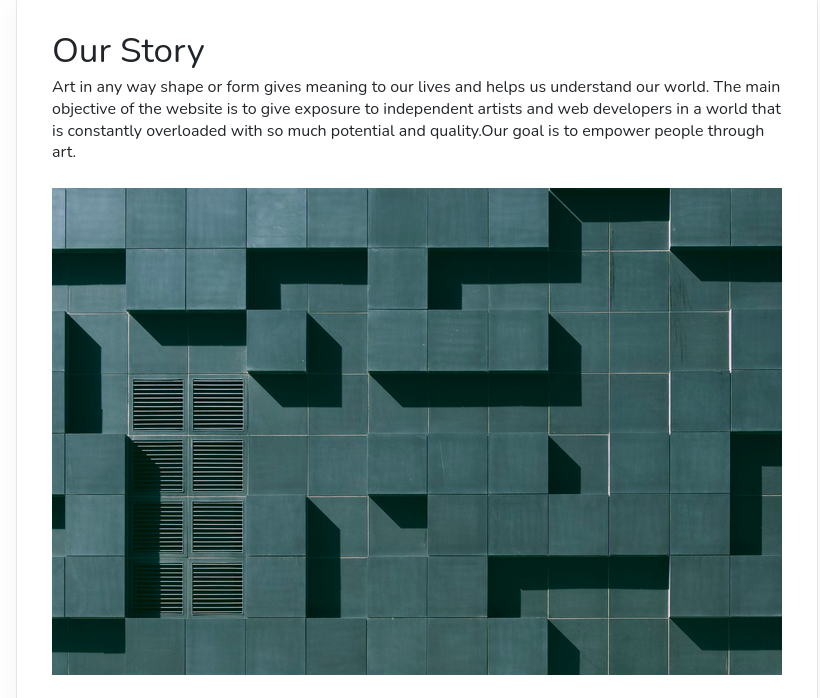 Our Story
Art in any way shape or form gives meaning to our lives and helps us understand our world. The main
objective of the website is to give exposure to independent artists and web developers in a world that
is constantly overloaded with so much potential and quality.Our goal is to empower people through
art.